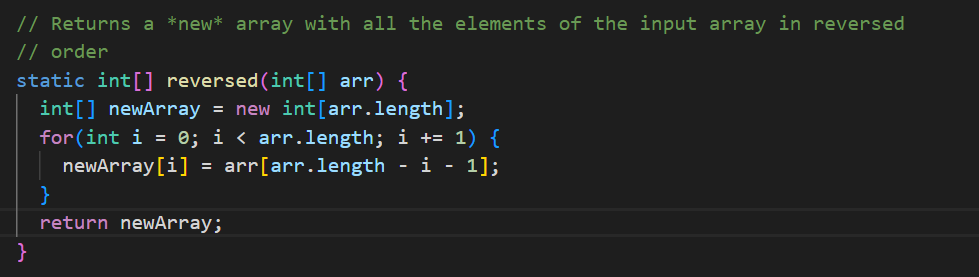 // Returns a *new* array with all the elements of the input array in reversed
// order
static int[] reversed(int[] arr) {
  int[] newArray = new int[arr.length];
  for(int i = 0; i < arr.length; i += 1) {
    newArray[i] = arr[arr.length - i - 1];
  }
  return newArray;
}